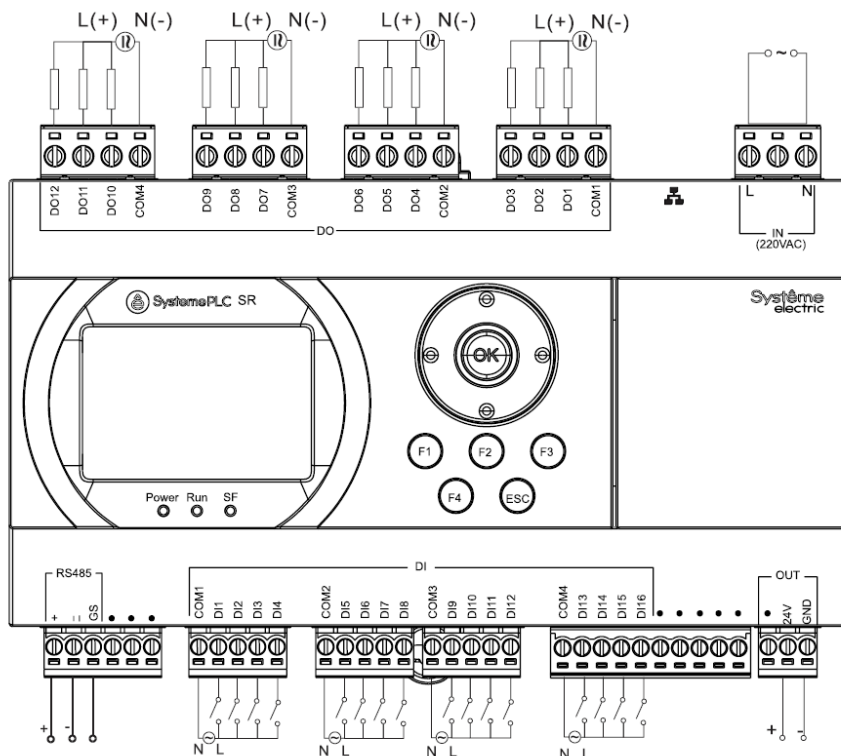 L(+) N(-) L(+) N(-) L(+) N(-) L(+) N(-)
~
DO12 DO11 DO10 COM4 DO9 DO8 DO7 COM3 DO6 DO5 DO4 COM2 DO3 DO2 DO1 COM1 L N
DO IN
(220VAC)
SystemePLC SR
Système
electric
OK
F1 F2 F3
F4 ESC
Power Run SF
RS485 DI OUT
+ GS COM1 DI1 DI2 DI3 DI4 COM2 DI5 DI6 DI7 DI8 COM3 DI9 DI10 DI11 DI12 COM4 DI13 DI14 DI15 DI16 24V GND
+ - + -
N L N L N L N L